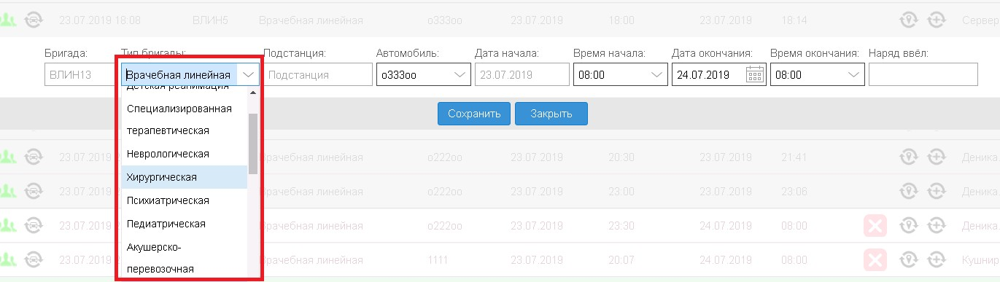 23.07.2019 18:08 ВЛИН5 Врачебная линейная о333оо 23.07.2019 18:00 23.07.2019 18:14 Сервер
Бригада: Тип бригады: Подстанция: Автомобиль: Дата начала: Время начала: Дата окончания: Время окончания: Наряд ввёл:
ВЛИН13 Врачебная линейная Подстанция о333оо 23.07.2019 08:00 24.07.2019 08:00
Детская реанимация
Сохранить Закрыть
Специализированная
терапевтическая
Неврологическая
23.07.2019 Врачебная линейная о222оо 23.07.2019 20:30 23.07.2019 21:41 Деника
Хирургическая
23.07.2019 Врачебная линейная о222оо 23.07.2019 23:00 23.07.2019 23:06 Деника
Психиатрическая
Педиатрическая
23.07.2019 Врачебная линейная о222оо 23.07.2019 23:30 24.07.2019 08:00 Деника
Акушерско-
перевозочная
23.07.2019 Врачебная линейная 1111 23.07.2019 20:07 24.07.2019 08:00 Кушнир